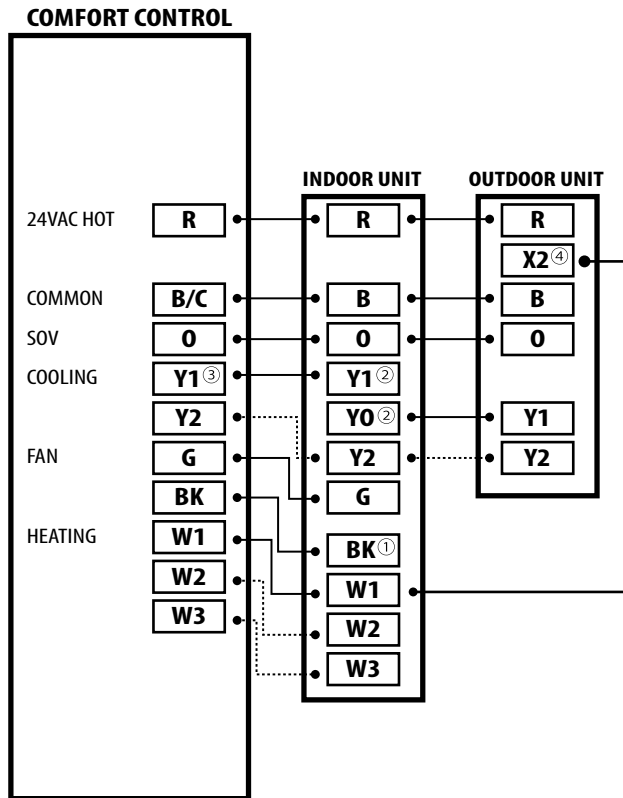 COMFORT CONTROL
INDOOR UNIT OUTDOOR UNIT
24VAC HOT R R R
X2④
COMMON B/C B B
SOV O O O
COOLING Y1③ Y1②
YO② Y1
Y2 Y2 Y2
FAN G G
BK BK①
HEATING W1 W1
W2 W2
W3 W3